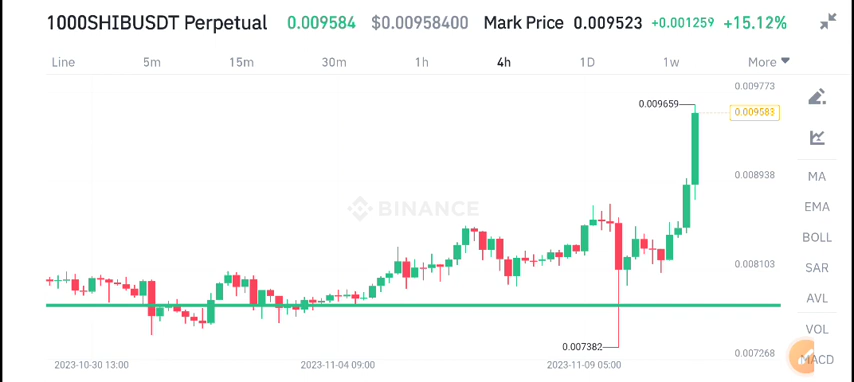 1000SHIBUSDT Perpetual 0.009584 $0.00958400 Mark Price 0.009523 +0.001259 +15.12%
Line 5m 15m 30m 1h 4h 1D 1w More
0.009773
0.009659
0.009583
0.008938
MA
BINANCE
EMA
BOLL
0.008103
SAR
AVL
VOL
0.007382
0.007268
MACD
2023-10-30 13:00 2023-11-04 09:00 2023-11-09 05:00